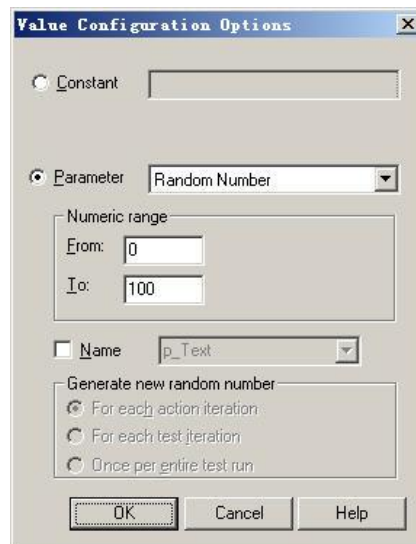 Value Configuration Options
Constant
Parameter Random Number
Numeric range
From: 0
To: 100
Name p_Text
Generate new random number
For each action iteration
For each test iteration
Once per entire test run
OK Cancel Help